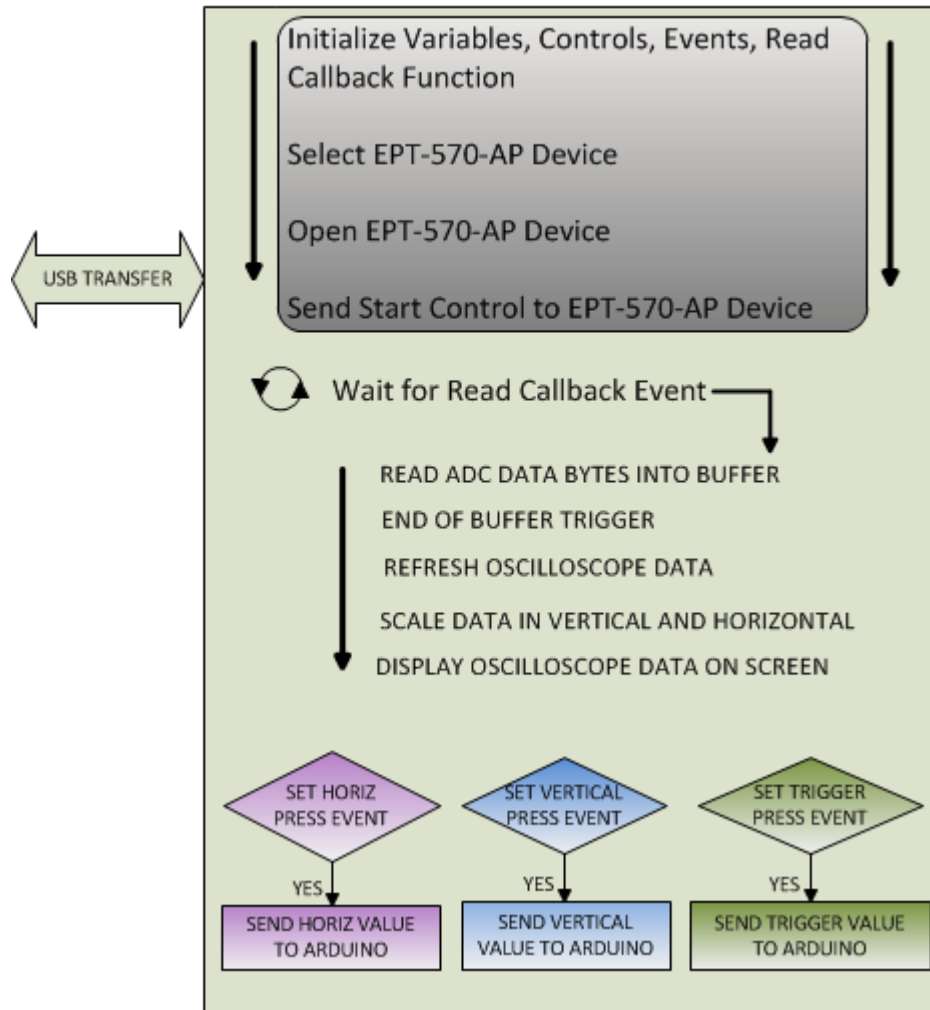 Initialize Variables, Controls, Events, Read
Callback Function
Select EPT-570-AP Device
Open EPT-570-AP Device
USB TRANSFER
Send Start Control to EPT-570-AP Device
Wait for Read Callback Event
READ ADC DATA BYTES INTO BUFFER
END OF BUFFER TRIGGER
REFRESH OSCILLOSCOPE DATA
SCALE DATA IN VERTICAL AND HORIZONTAL
DISPLAY OSCILLOSCOPE DATA ON SCREEN
SET HORIZ
PRESS EVENT
YES
SEND HORIZ VALUE
TO ARDUINO
SET VERTICAL
PRESS EVENT
YES
SEND VERTICAL
VALUE TO ARDUINO
SET TRIGGER
PRESS EVENT
YES
SEND TRIGGER VALUE
TO ARDUINO